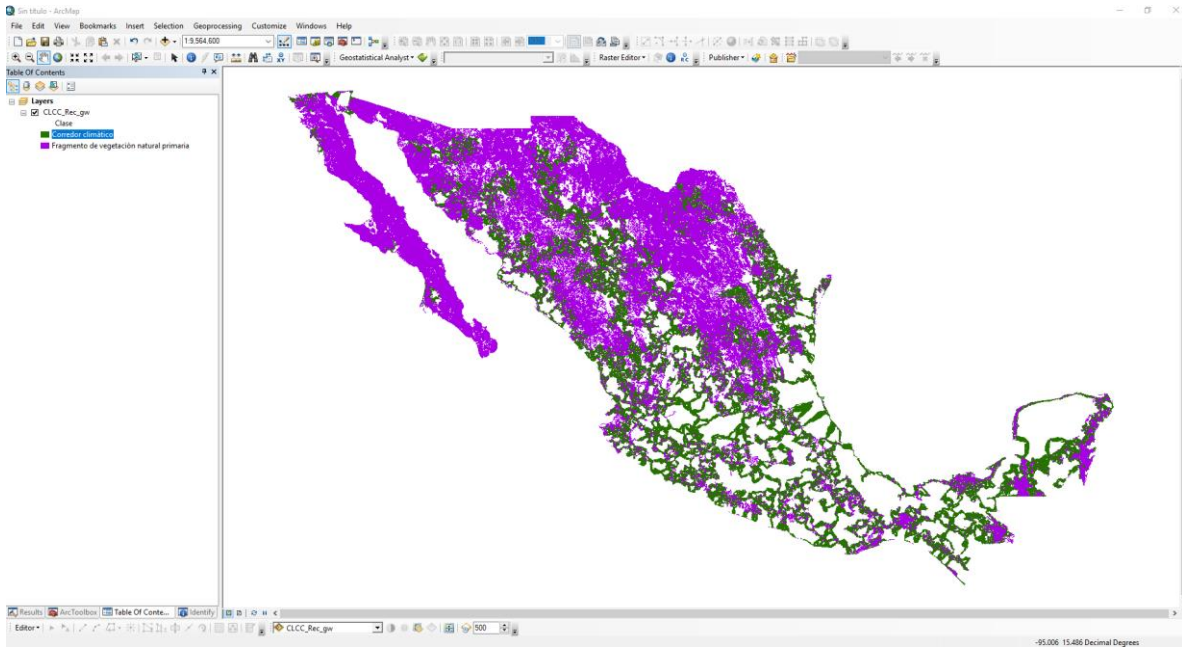 Sin título - ArcMap
File Edit View Bookmarks Insert Selection Geoprocessing Customize Windows Help
1:9,564,600
Geostatistical Analyst Raster Editor Publisher
Table Of Contents
Layers
CLCC_Rec_gw
Clase
Corredor climático
Fragmento de vegetación natural primaria
Results ArcToolbox Table Of Conte... Identify
Editor CLCC_Rec_gw 500
-95.006 15.486 Decimal Degrees